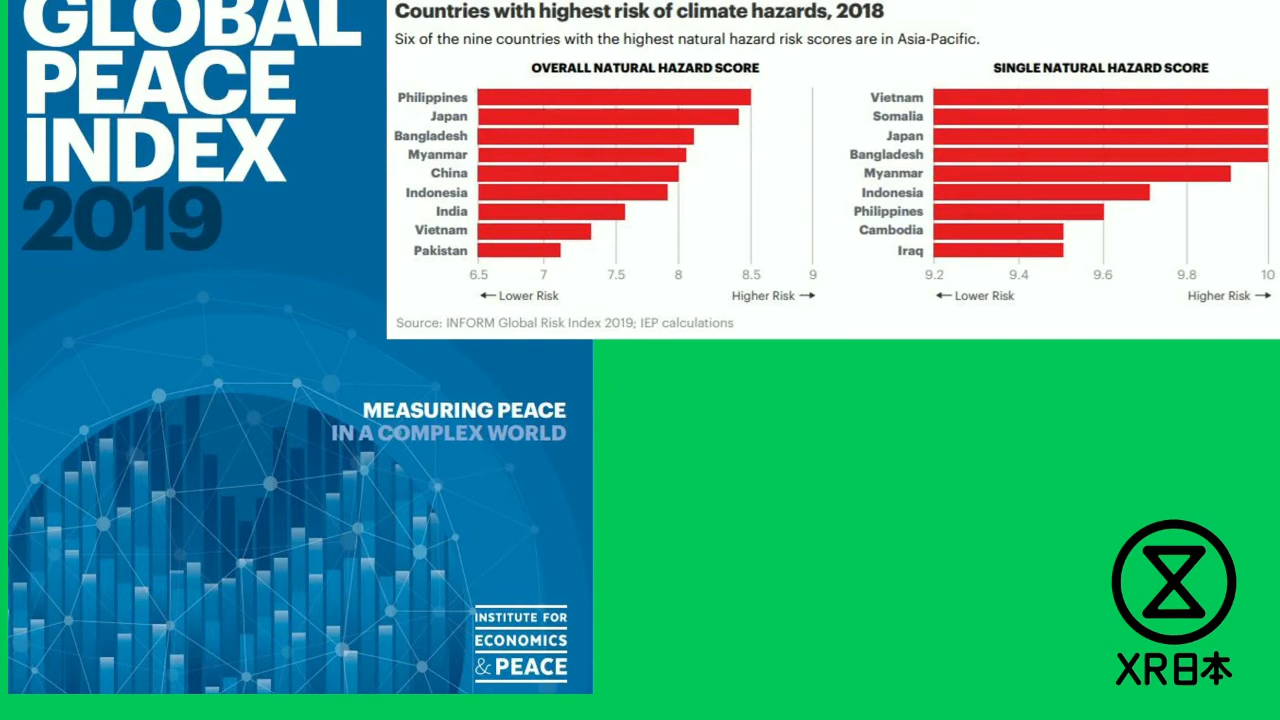 GLOBAL
PEACE
INDEX
2019
MEASURING PEACE
IN A COMPLEX WORLD
INSTITUTE FOR
ECONOMICS
& PEACE
Countries with highest risk of climate hazards, 2018
Six of the nine countries with the highest natural hazard risk scores are in Asia-Pacific.
OVERALL NATURAL HAZARD SCORE
Philippines
Japan
Bangladesh
Myanmar
China
Indonesia
India
Vietnam
Pakistan
6.5 7 7.5 8 8.5 9
Lower Risk Higher Risk
SINGLE NATURAL HAZARD SCORE
Vietnam
Somalia
Japan
Bangladesh
Myanmar
Indonesia
Philippines
Cambodia
Iraq
9.2 9.4 9.6 9.8 10
Lower Risk Higher Risk
Source: INFORM Global Risk Index 2019; IEP calculations
XR日本